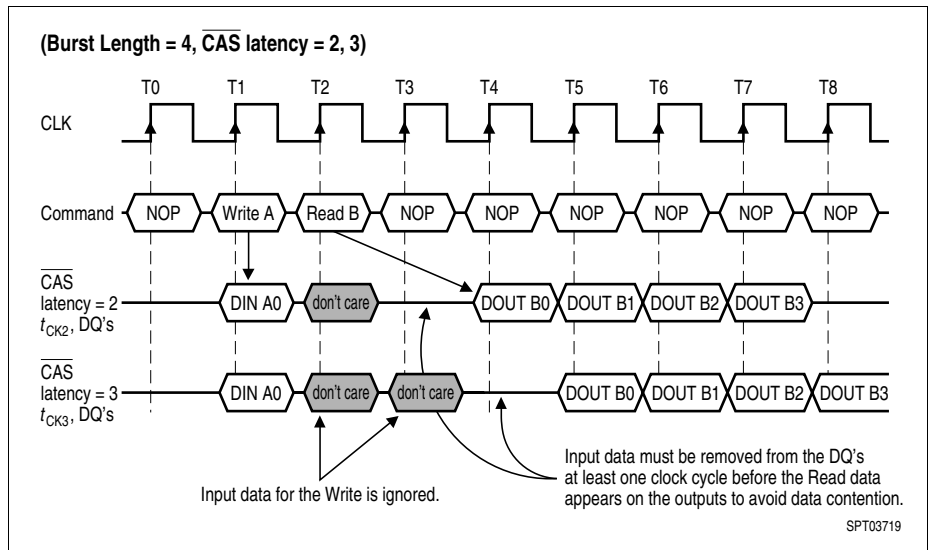 (Burst Length = 4, CAS latency = 2, 3)
T0 T1 T2 T3 T4 T5 T6 T7 T8
CLK
Command NOP Write A Read B NOP NOP NOP NOP NOP NOP
CAS
latency = 2 DIN A0 don't care DOUT B0 DOUT B1 DOUT B2 DOUT B3
tCK2, DQ's
CAS
latency = 3 DIN A0 don't care don't care DOUT B0 DOUT B1 DOUT B2 DOUT B3
tCK3, DQ's
Input data for the Write is ignored.
Input data must be removed from the DQ's
at least one clock cycle before the Read data
appears on the outputs to avoid data contention.
SPT03719